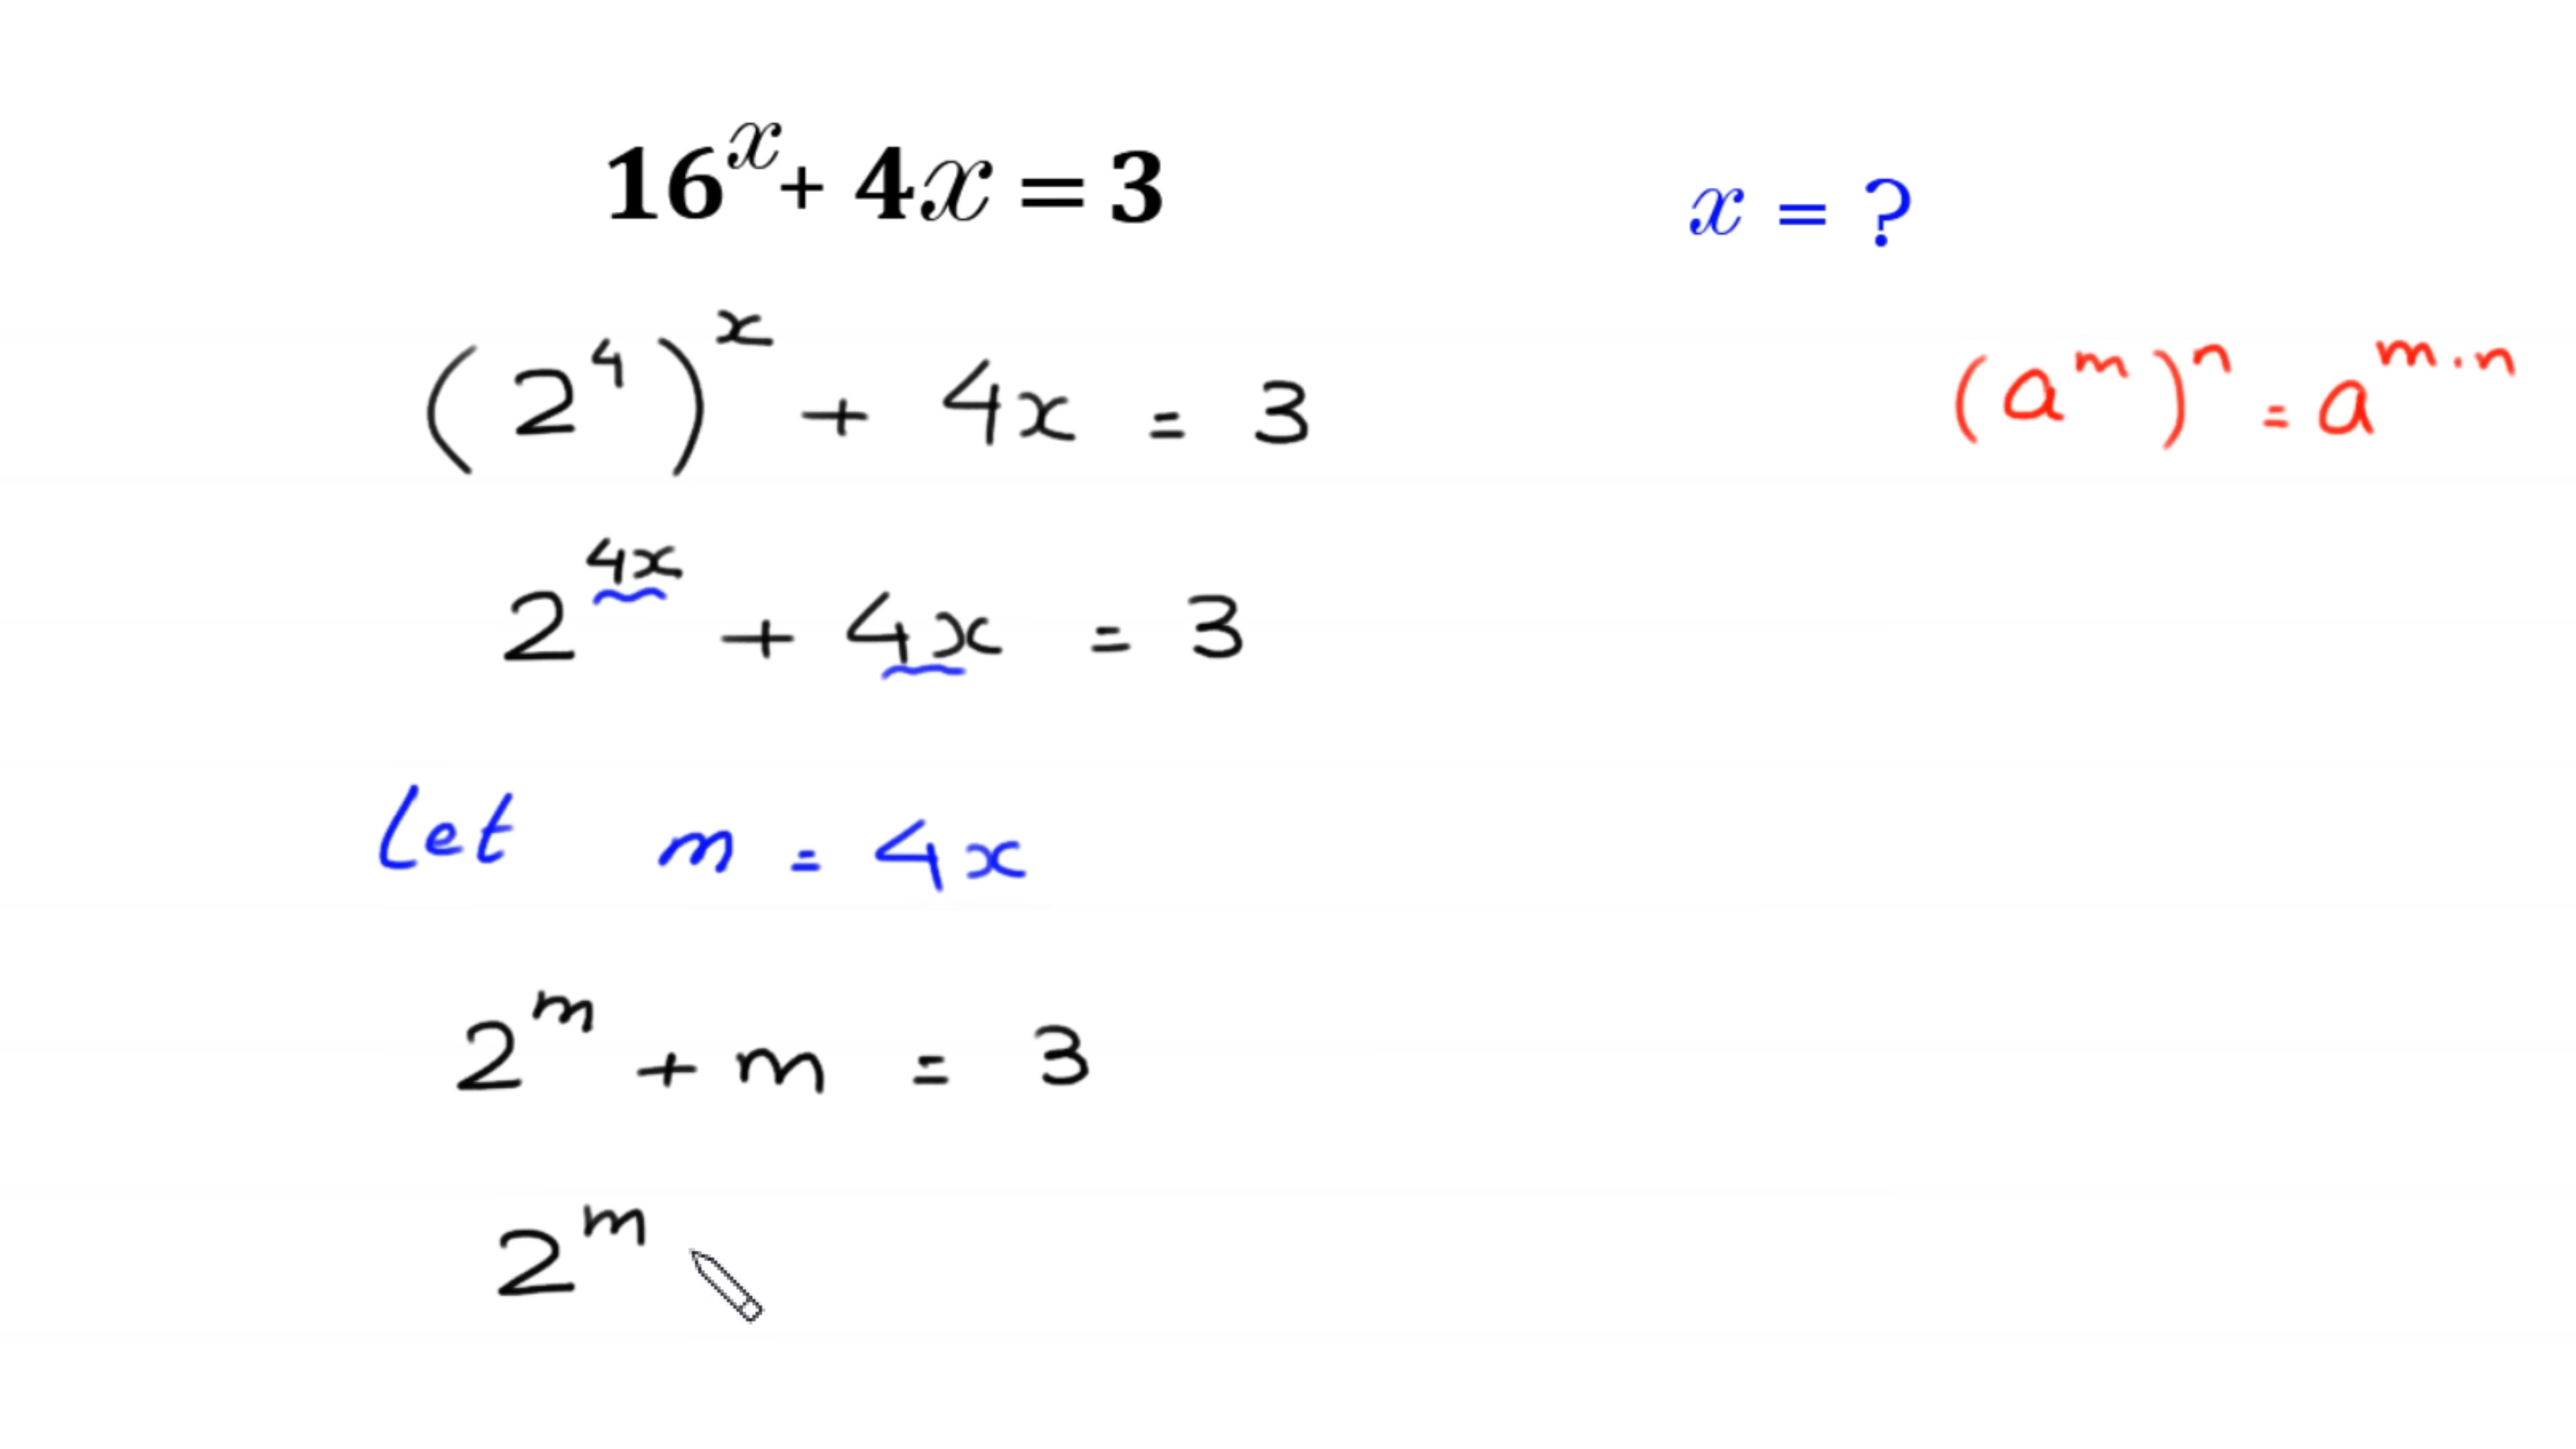 16^x + 4x = 3
x = ?
(2^4)^x + 4x = 3
(a^m)^n = a^m·n
2^4x + 4x = 3
Let m = 4x
2^m + m = 3
2^m